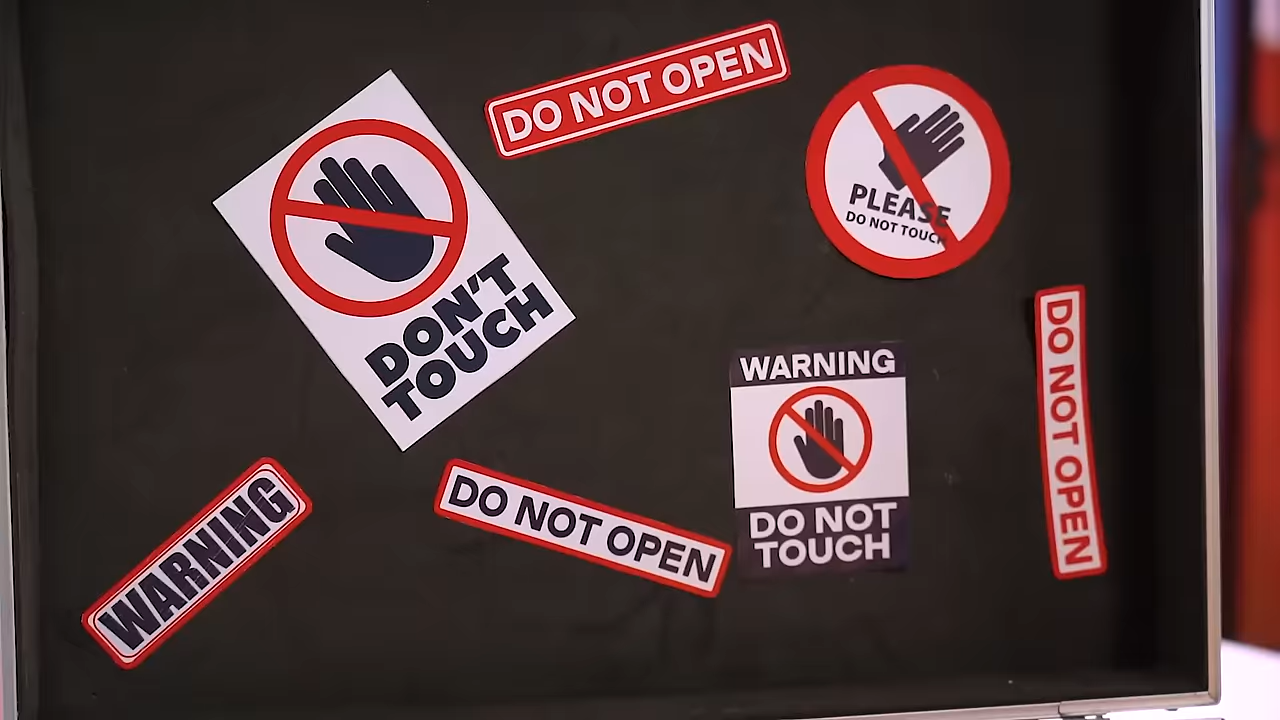 DO NOT OPEN
DON'T
TOUCH
PLEASE
DO NOT TOUCH
WARNING
DO NOT
TOUCH
DO NOT OPEN
WARNING
DO NOT OPEN